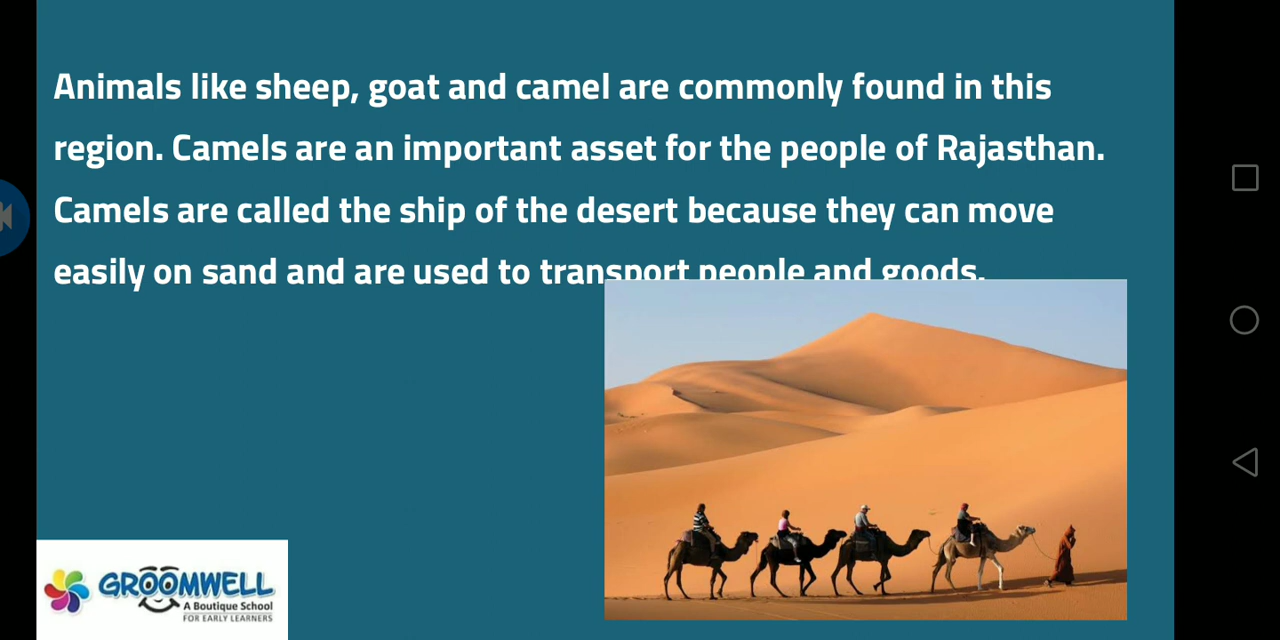 Animals like sheep, goat and camel are commonly found in this
region. Camels are an important asset for the people of Rajasthan.
Camels are called the ship of the desert because they can move
easily on sand and are used to transport people and goods.
GROOMWELL
A Boutique School
FOR EARLY LEARNERS